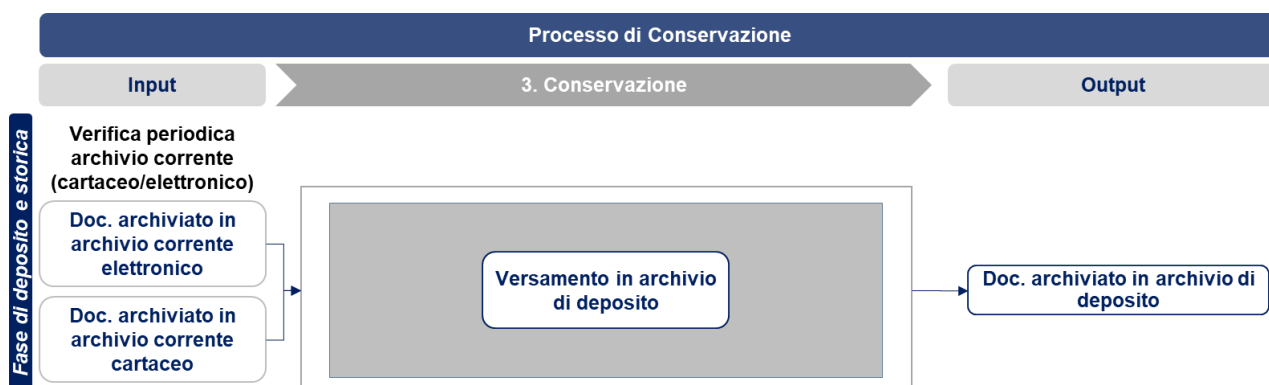 Processo di Conservazione
Input
3. Conservazione
Output
Fase di deposito e storica
Verifica periodica
archivio corrente
(cartaceo/elettronico)
Doc. archiviato in
archivio corrente
elettronico
Doc. archiviato in
archivio corrente
cartaceo
Versamento in archivio
di deposito
Doc. archiviato in archivio di
deposito